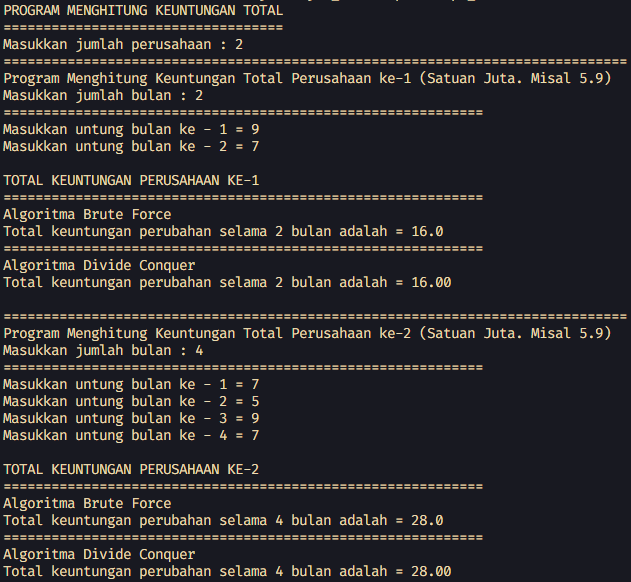 PROGRAM MENGHITUNG KEUNTUNGAN TOTAL
===================================
Masukkan jumlah perusahaan : 2
==============================================================================
Program Menghitung Keuntungan Total Perusahaan ke-1 (Satuan Juta. Misal 5.9)
Masukkan jumlah bulan : 2
============================================================
Masukkan untung bulan ke - 1 = 9
Masukkan untung bulan ke - 2 = 7
TOTAL KEUNTUNGAN PERUSAHAAN KE-1
============================================================
Algoritma Brute Force
Total keuntungan perubahan selama 2 bulan adalah = 16.0
============================================================
Algoritma Divide Conquer
Total keuntungan perubahan selama 2 bulan adalah = 16.00
==============================================================================
Program Menghitung Keuntungan Total Perusahaan ke-2 (Satuan Juta. Misal 5.9)
Masukkan jumlah bulan : 4
============================================================
Masukkan untung bulan ke - 1 = 7
Masukkan untung bulan ke - 2 = 5
Masukkan untung bulan ke - 3 = 9
Masukkan untung bulan ke - 4 = 7
TOTAL KEUNTUNGAN PERUSAHAAN KE-2
============================================================
Algoritma Brute Force
Total keuntungan perubahan selama 4 bulan adalah = 28.0
============================================================
Algoritma Divide Conquer
Total keuntungan perubahan selama 4 bulan adalah = 28.00